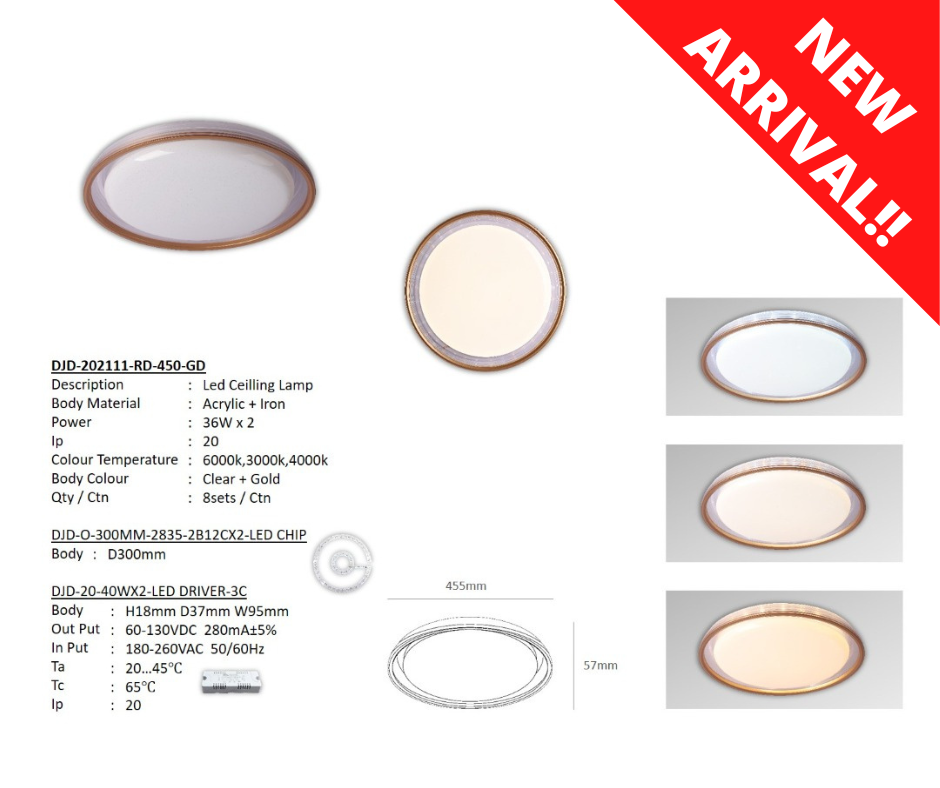 NEW
ARRIVAL!!
DJD-202111-RD-450-GD
Description : Led Ceilling Lamp
Body Material : Acrylic + Iron
Power : 36W x 2
Ip : 20
Colour Temperature : 6000k,3000k,4000k
Body Colour : Clear + Gold
Qty / Ctn : 8sets / Ctn
DJD-O-300MM-2835-2B12CX2-LED CHIP
Body : D300mm
DJD-20-40WX2-LED DRIVER-3C
Body : H18mm D37mm W95mm
Out Put : 60-130VDC 280mA±5%
In Put : 180-260VAC 50/60Hz
Ta : 20...45℃
Tc : 65℃
Ip : 20
455mm
57mm